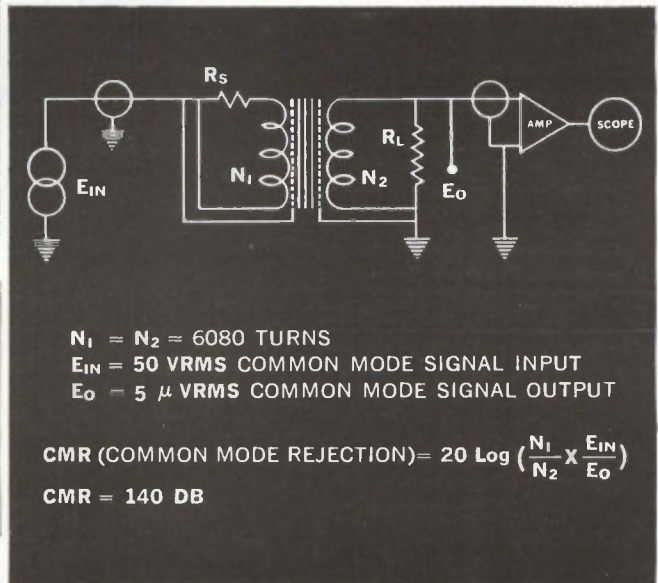 RS
N1
N2
RL
EO
AMP
SCOPE
EIN
N1 = N2 = 6080 TURNS
EIN = 50 VRMS COMMON MODE SIGNAL INPUT
EO = 5 μ VRMS COMMON MODE SIGNAL OUTPUT
CMR (COMMON MODE REJECTION)= 20 Log (N1/N2 X EIN/EO)
CMR = 140 DB